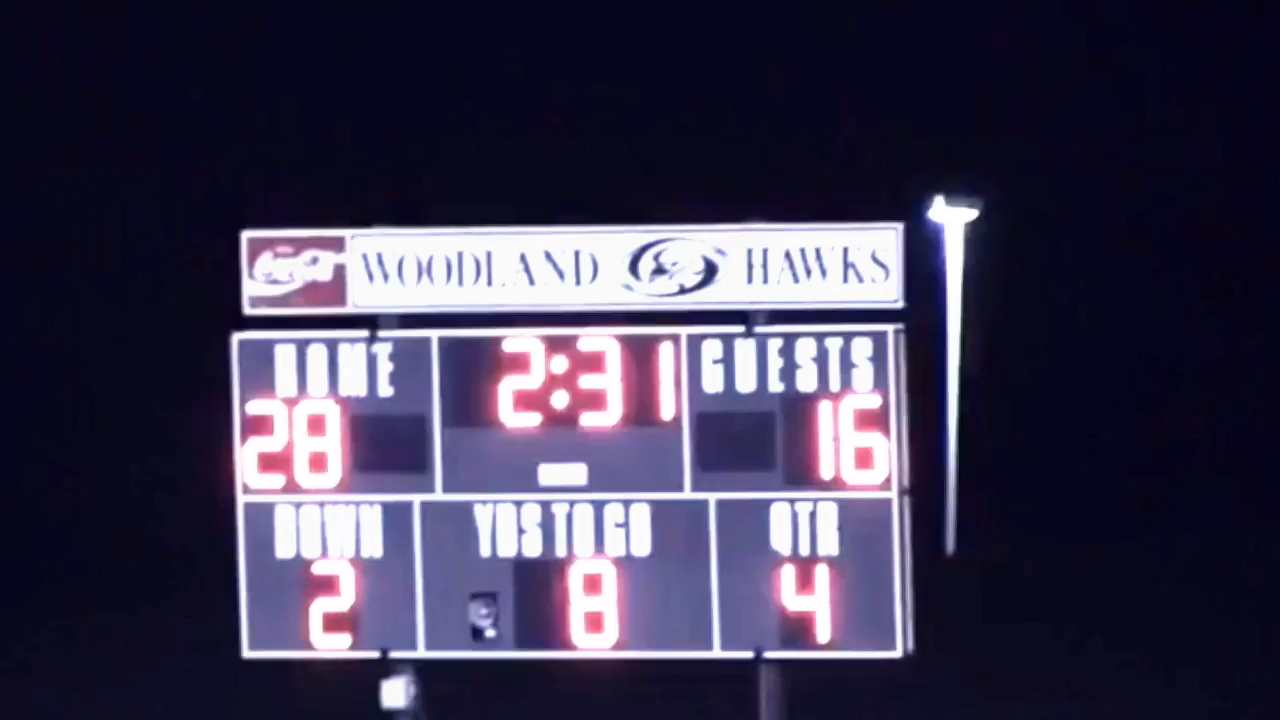 WOODLAND HAWKS
HOME 2:31 GUESTS
28 16
DOWN YDS TO GO QTR
2 8 4